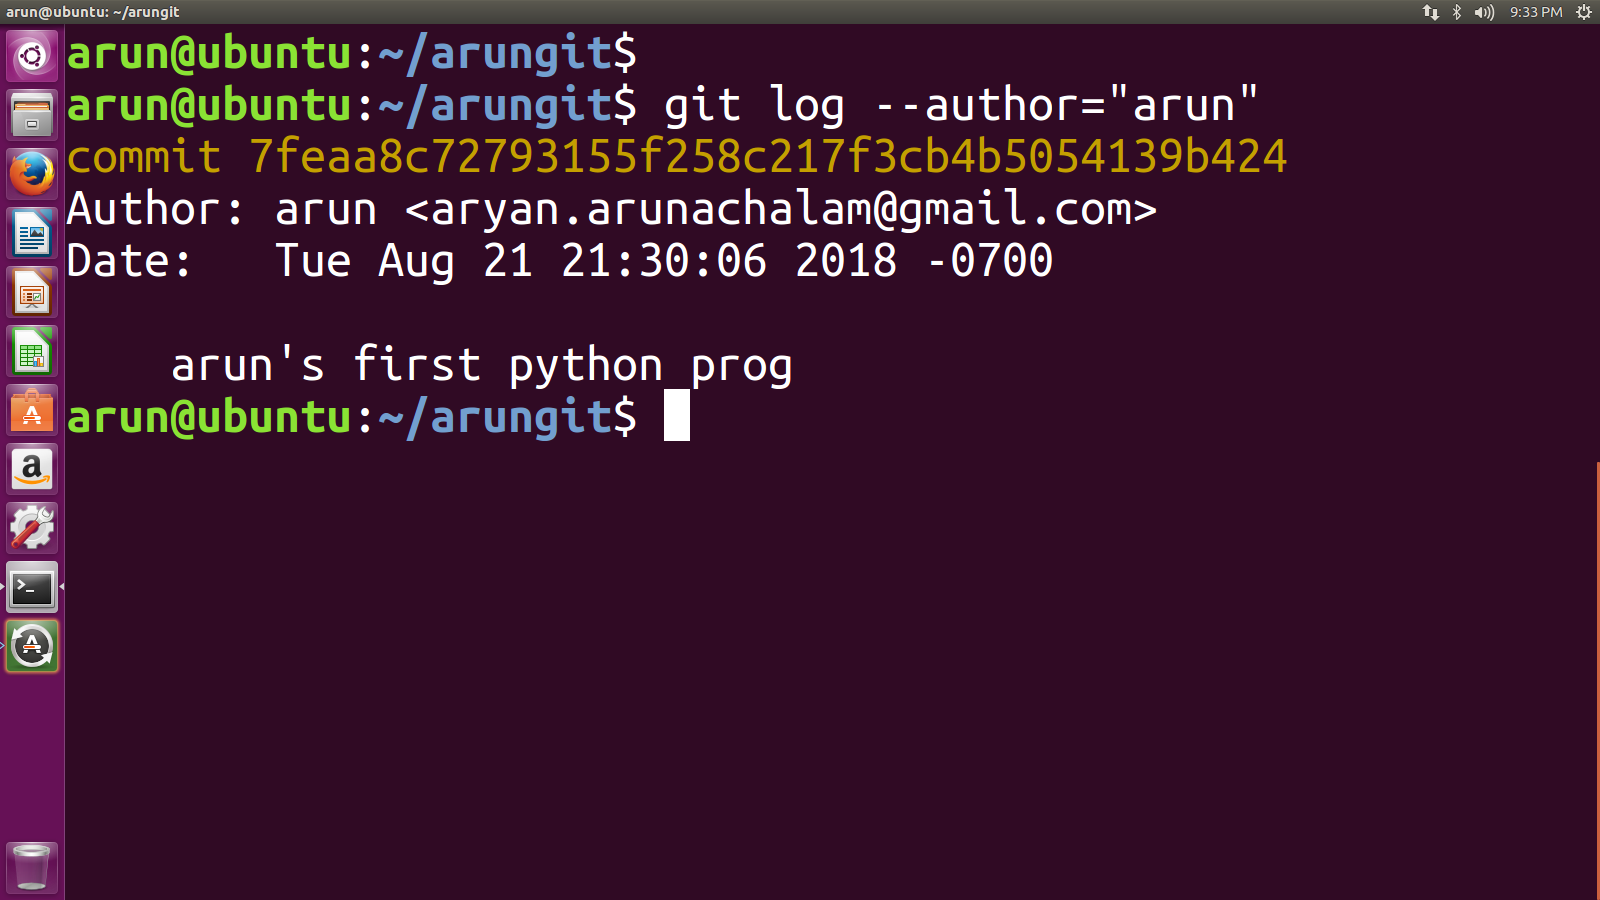 arun@ubuntu: ~/arungit
9:33 PM
arun@ubuntu:~/arungit$
arun@ubuntu:~/arungit$ git log --author="arun"
commit 7feaa8c72793155f258c217f3cb4b5054139b424
Author: arun <aryan.arunachalam@gmail.com>
Date:   Tue Aug 21 21:30:06 2018 -0700
    arun's first python prog
arun@ubuntu:~/arungit$